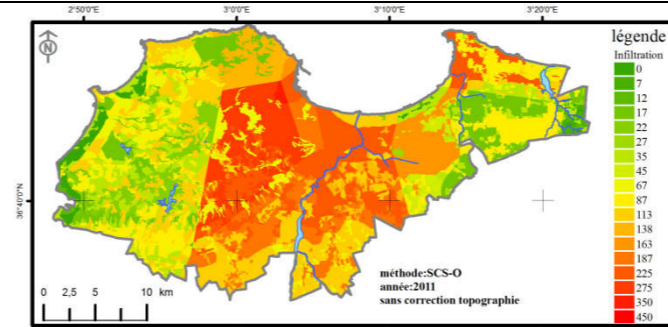 2°50'0"E 3°0'0"E 3°10'0"E 3°20'0"E
N
légende
Infiltration
0
7
12
17
22
27
35
45
67
87
113
138
163
187
225
275
350
450
36°40'0"N
méthode:SCS-O
année:2011
sans correction topographie
0 2,5 5 10 km